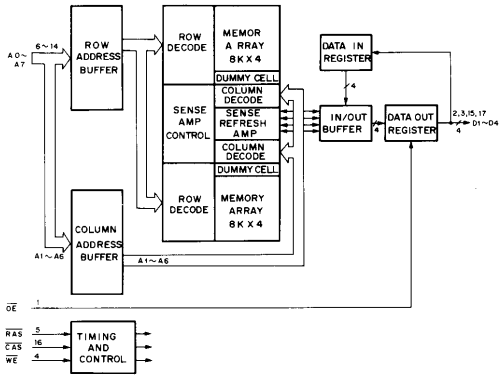 A0~
A7
6~14
ROW
ADDRESS
BUFFER
ROW
DECODE
MEMOR
A RRAY
8K X 4
DUMMY CELL
COLUMN
DECODE
SENSE
AMP
CONTROL
SENSE
REFRESH
AMP
COLUMN
DECODE
DUMMY CELL
ROW
DECODE
MEMORY
ARRAY
8K X 4
DATA IN
REGISTER
4
IN/OUT
BUFFER
4
DATA OUT
REGISTER
2,3,15,17
4
D1~D4
COLUMN
ADDRESS
BUFFER
A1~A6
A1~A6
OE
1
RAS
5
CAS
16
WE
4
TIMING
AND
CONTROL